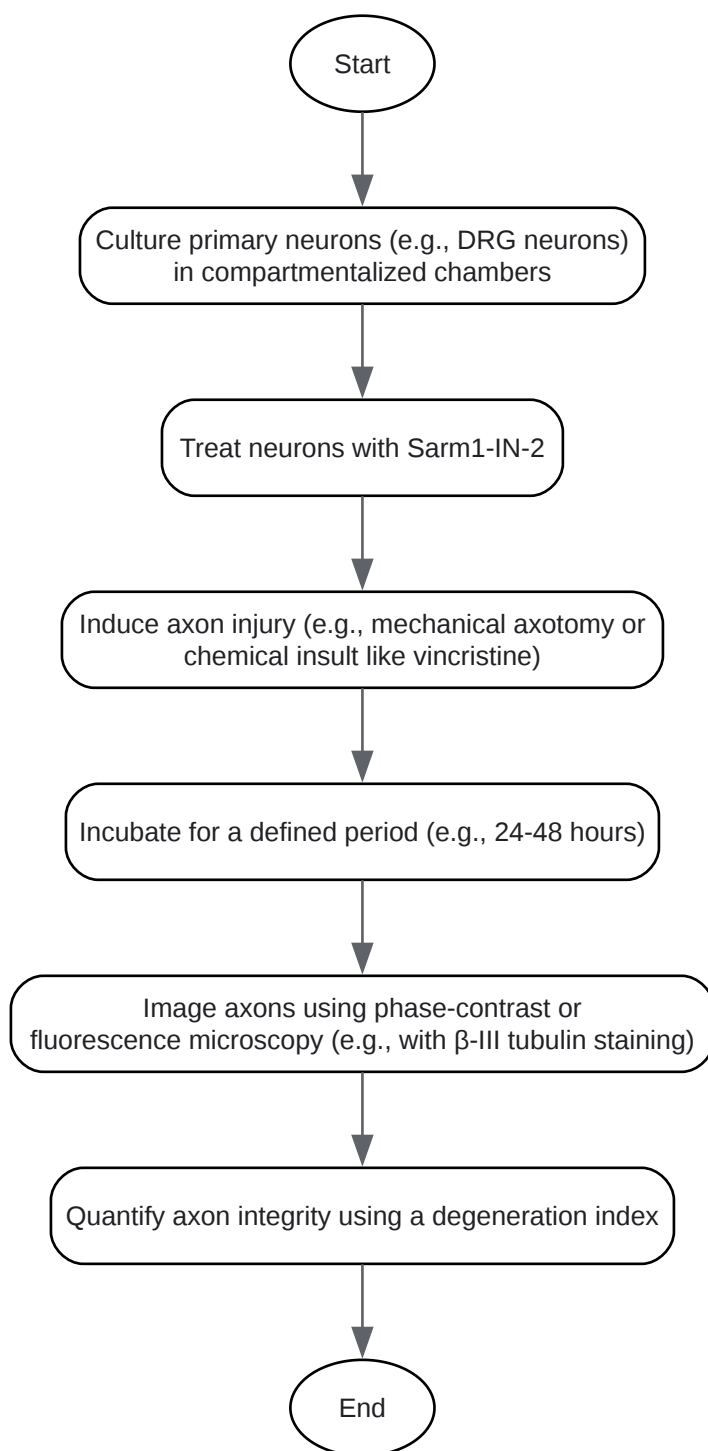 Start
Culture primary neurons (e.g., DRG neurons)
in compartmentalized chambers
Treat neurons with Sarm1-IN-2
Induce axon injury (e.g., mechanical axotomy or
chemical insult like vincristine)
Incubate for a defined period (e.g., 24-48 hours)
Image axons using phase-contrast or
fluorescence microscopy (e.g., with β-III tubulin staining)
Quantify axon integrity using a degeneration index
End